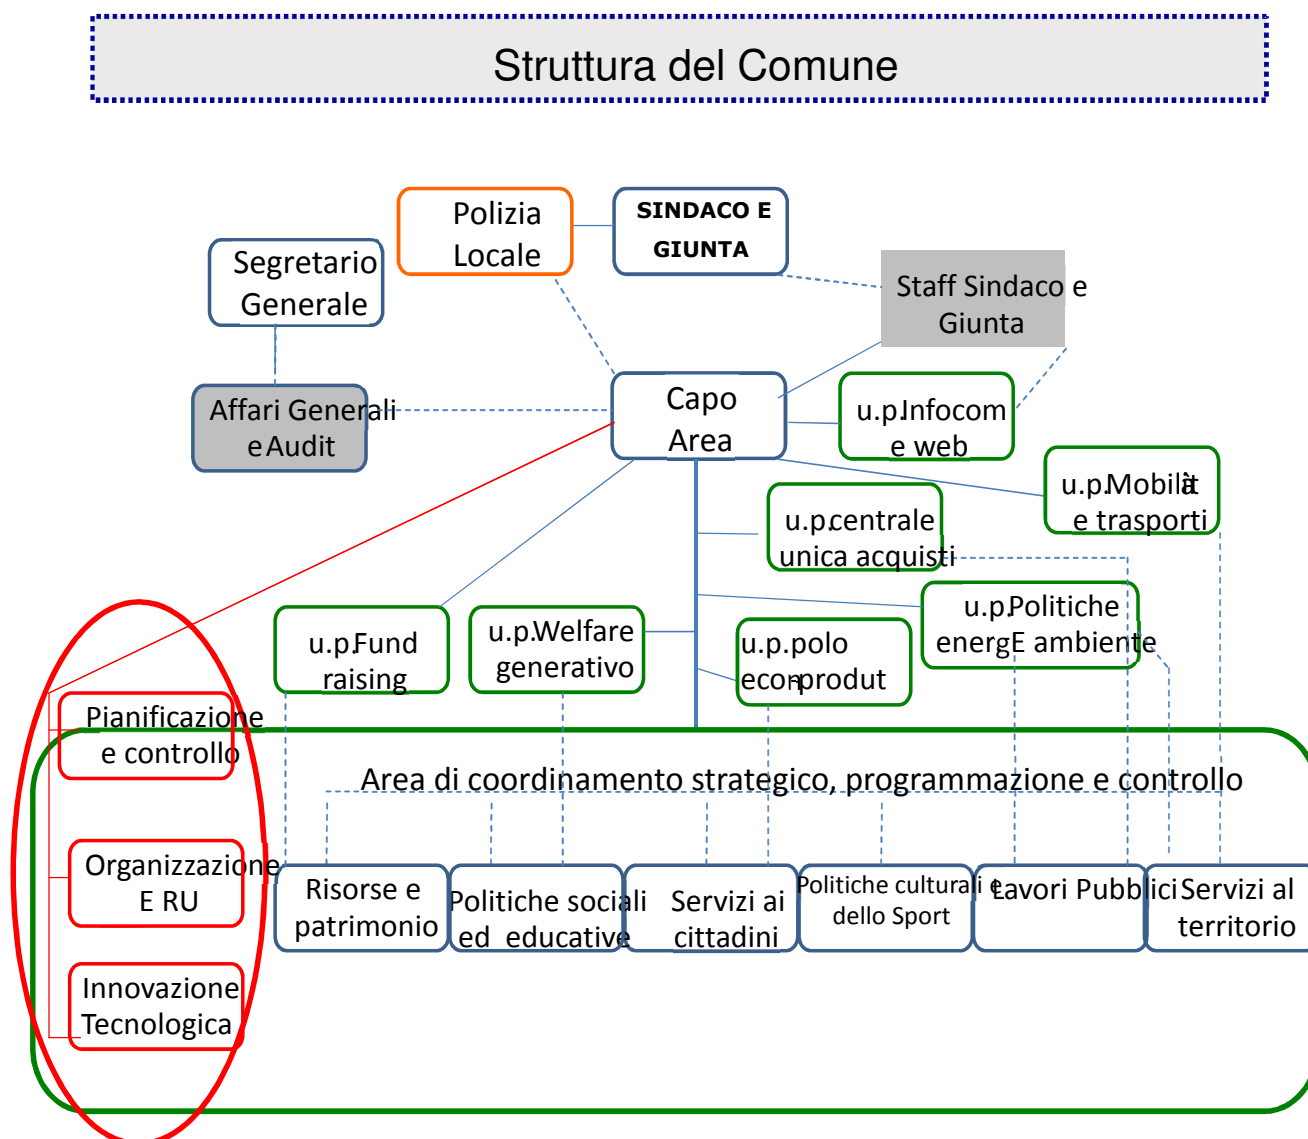 Struttura del Comune
Polizia
Locale
SINDACO E
GIUNTA
Segretario
Generale
Staff Sindaco e
Giunta
Affari Generali
e Audit
Capo
Area
u.p.Infocom
e web
u.p.Mobilità
e trasporti
u.p.centrale
unica acquisti
u.p.Politiche
energE ambiente
u.p.Fund
raising
u.p.Welfare
generativo
u.p.polo
econprodut
Pianificazione
e controllo
Area di coordinamento strategico, programmazione e controllo
Organizzazione
E RU
Risorse e
patrimonio
Politiche sociali
ed educative
Servizi ai
cittadini
Politiche culturali e
dello Sport
Lavori Pubblici
Servizi al
territorio
Innovazione
Tecnologica